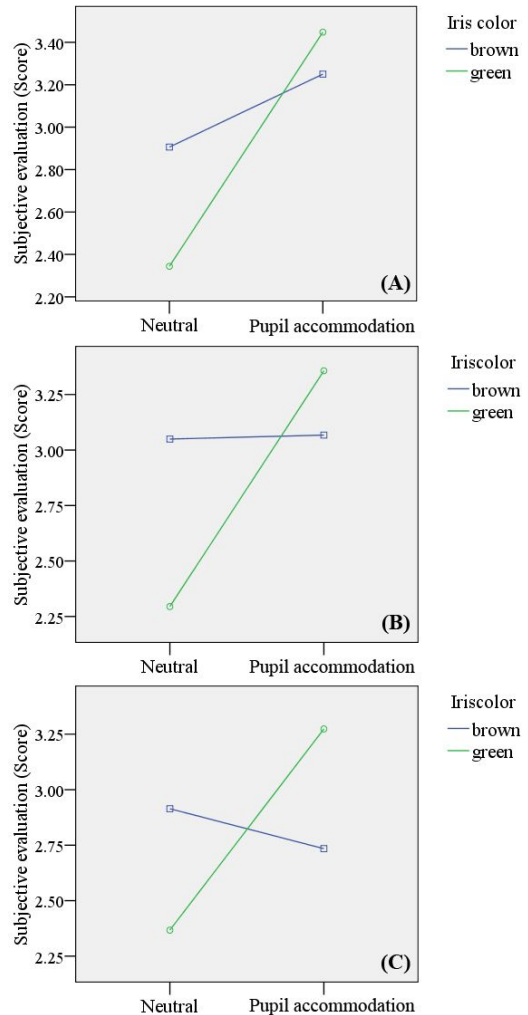 Iris color
brown
green
Subjective evaluation (Score)
3.40
3.20
3.00
2.80
2.60
2.40
2.20
(A)
Neutral Pupil accommodation
Iriscolor
brown
green
Subjective evaluation (Score)
3.25
3.00
2.75
2.50
2.25
(B)
Neutral Pupil accommodation
Iriscolor
brown
green
Subjective evaluation (Score)
3.25
3.00
2.75
2.50
2.25
(C)
Neutral Pupil accommodation